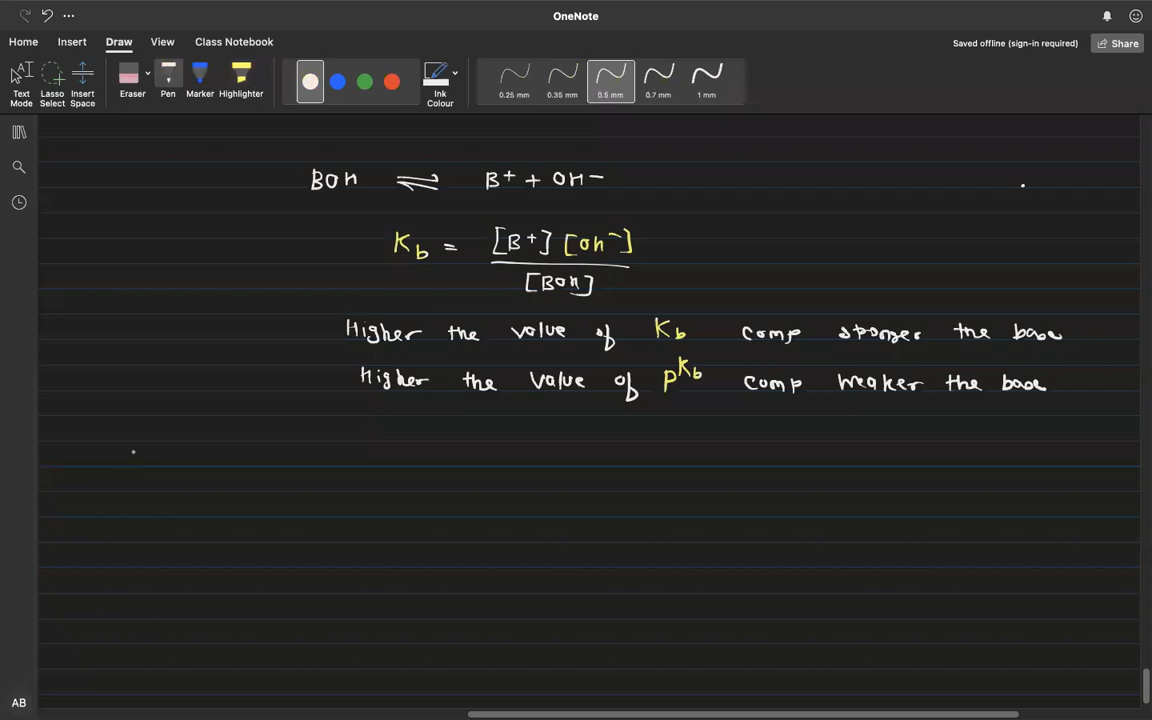 OneNote
Home Insert Draw View Class Notebook
Saved offline (sign-in required) Share
Text Mode Lasso Select Insert Space Eraser Pen Marker Highlighter Ink Colour 0.25 mm 0.35 mm 0.5 mm 0.7 mm 1 mm
BOH ⇌ B+ + OH−
Kb = [B+] [OH−] / [BOH]
Higher the value of Kb comp stronger the base
Higher the value of PKb comp weaker the base
AB